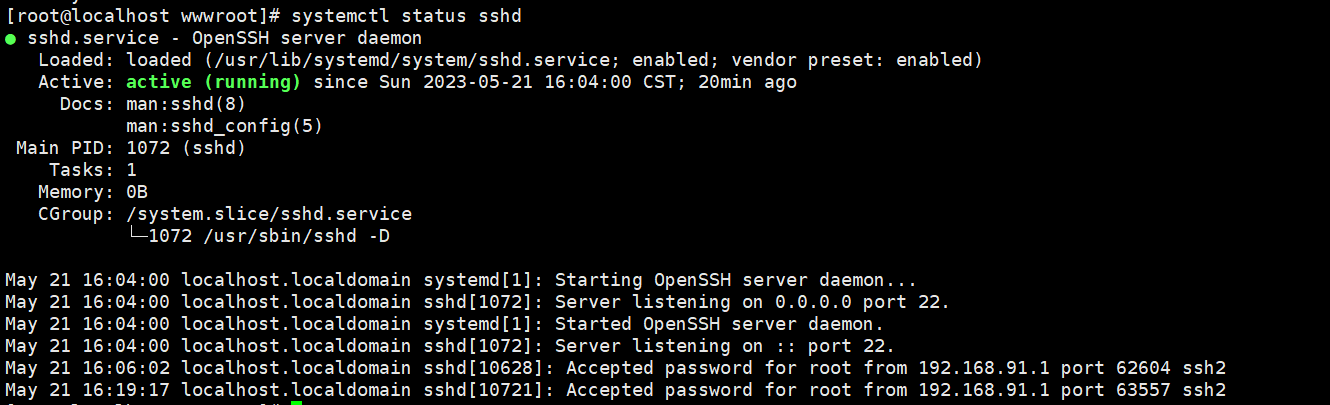 [root@localhost wwwroot]# systemctl status sshd
● sshd.service - OpenSSH server daemon
   Loaded: loaded (/usr/lib/systemd/system/sshd.service; enabled; vendor preset: enabled)
   Active: active (running) since Sun 2023-05-21 16:04:00 CST; 20min ago
     Docs: man:sshd(8)
           man:sshd_config(5)
 Main PID: 1072 (sshd)
    Tasks: 1
   Memory: 0B
   CGroup: /system.slice/sshd.service
           └─1072 /usr/sbin/sshd -D

May 21 16:04:00 localhost.localdomain systemd[1]: Starting OpenSSH server daemon...
May 21 16:04:00 localhost.localdomain sshd[1072]: Server listening on 0.0.0.0 port 22.
May 21 16:04:00 localhost.localdomain systemd[1]: Started OpenSSH server daemon.
May 21 16:04:00 localhost.localdomain sshd[1072]: Server listening on :: port 22.
May 21 16:06:02 localhost.localdomain sshd[10628]: Accepted password for root from 192.168.91.1 port 62604 ssh2
May 21 16:19:17 localhost.localdomain sshd[10721]: Accepted password for root from 192.168.91.1 port 63557 ssh2